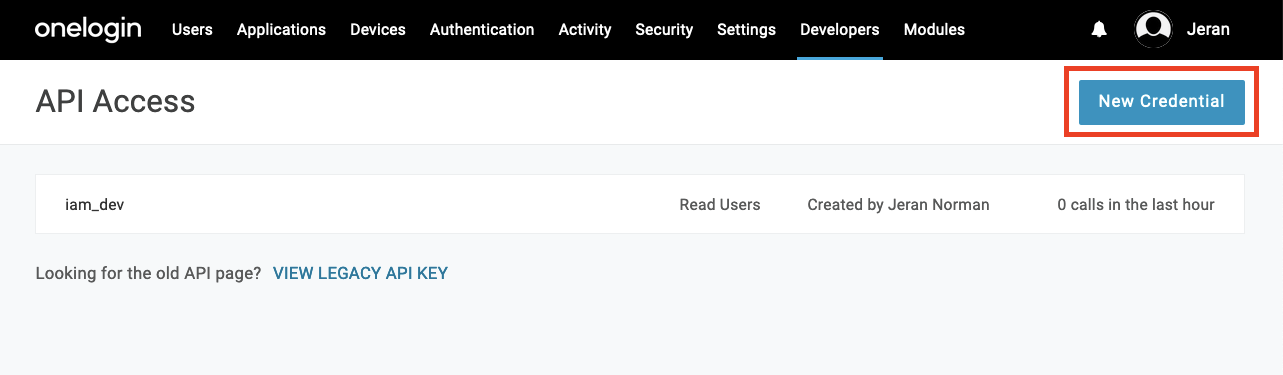 onelogin Users Applications Devices Authentication Activity Security Settings Developers Modules Jeran
API Access New Credential
iam_dev Read Users Created by Jeran Norman 0 calls in the last hour
Looking for the old API page? VIEW LEGACY API KEY